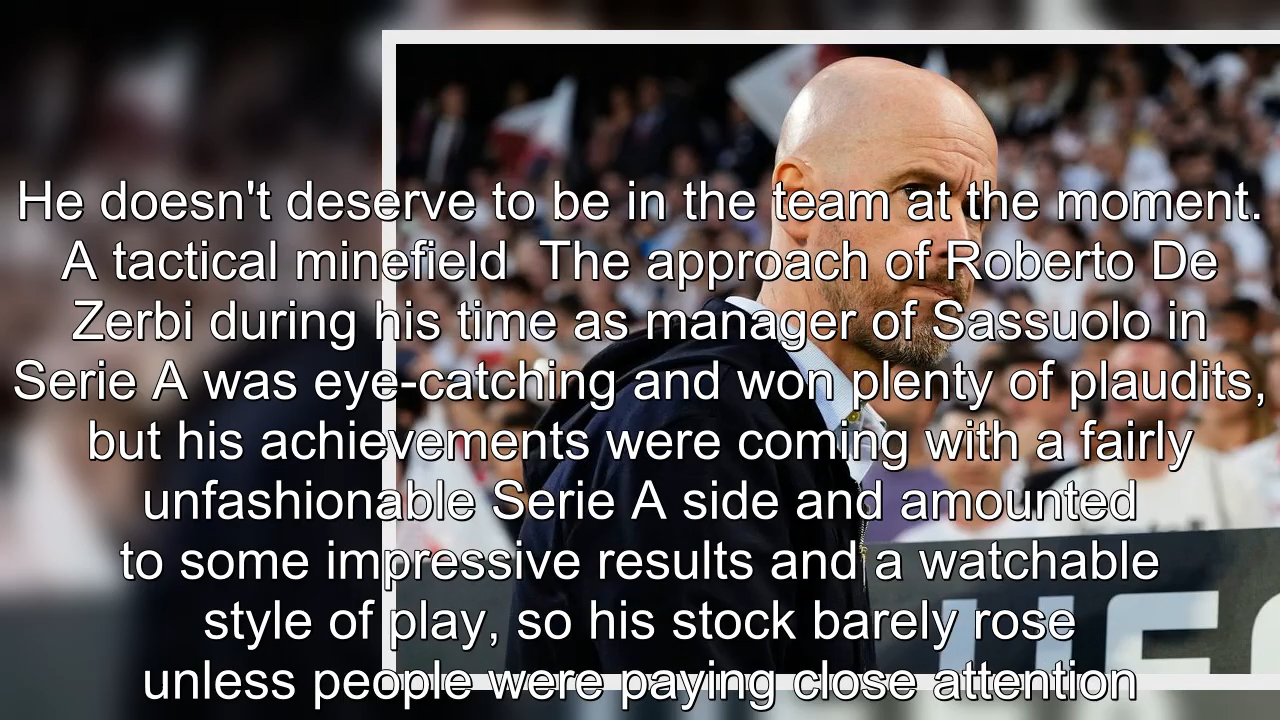 He doesn't deserve to be in the team at the moment.
A tactical minefield  The approach of Roberto De
Zerbi during his time as manager of Sassuolo in
Serie A was eye-catching and won plenty of plaudits,
but his achievements were coming with a fairly
unfashionable Serie A side and amounted
to some impressive results and a watchable
style of play, so his stock barely rose
unless people were paying close attention